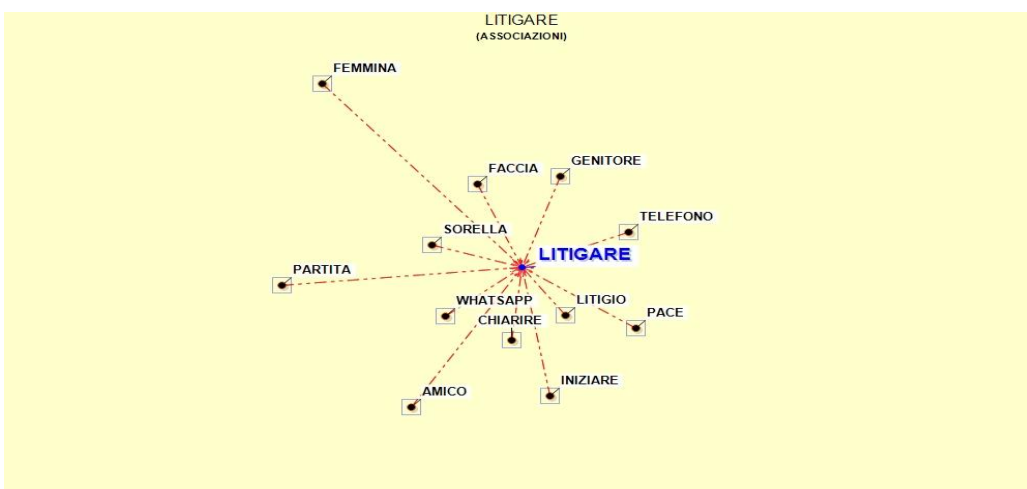 LITIGARE
(ASSOCIAZIONI)
FEMMINA
FACCIA
GENITORE
TELEFONO
SORELLA
LITIGARE
PARTITA
WHATSAPP
LITIGIO
PACE
CHIARIRE
INIZIARE
AMICO